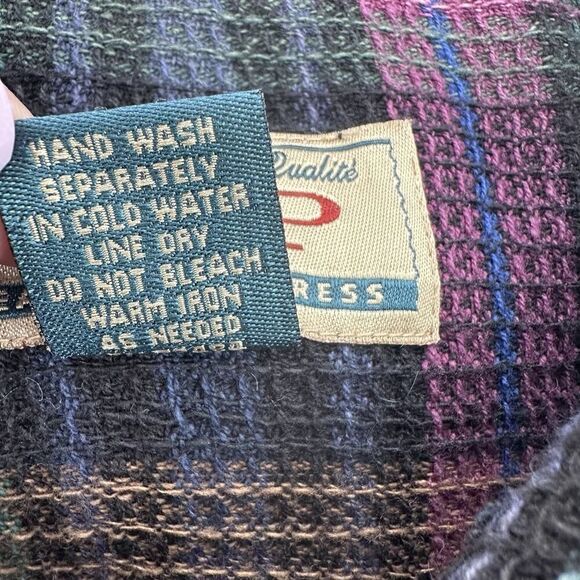 HAND WASH
SEPARATELY
IN COLD WATER
LINE DRY
DO NOT BLEACH
WARM IRON
AS NEEDED
Qualité
RESS